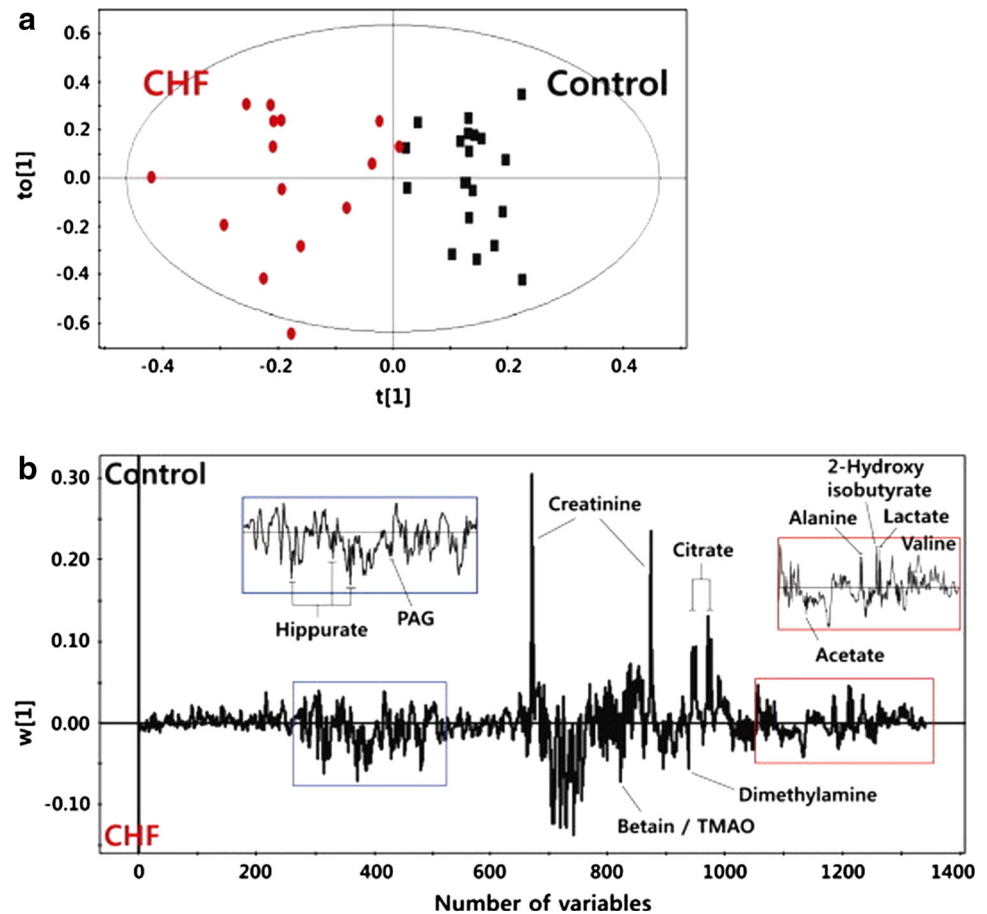 a
CHF
Control
to[1]
0.6
0.4
0.2
0.0
-0.2
-0.4
-0.6
-0.4
-0.2
0.0
0.2
0.4
t[1]
b
Control
CHF
w[1]
0.30
0.20
0.10
0.00
-0.10
Hippurate
PAG
Creatinine
Citrate
2-Hydroxy
isobutyrate
Alanine
Lactate
Valine
Acetate
Dimethylamine
Betain / TMAO
0
200
400
600
800
1000
1200
1400
Number of variables